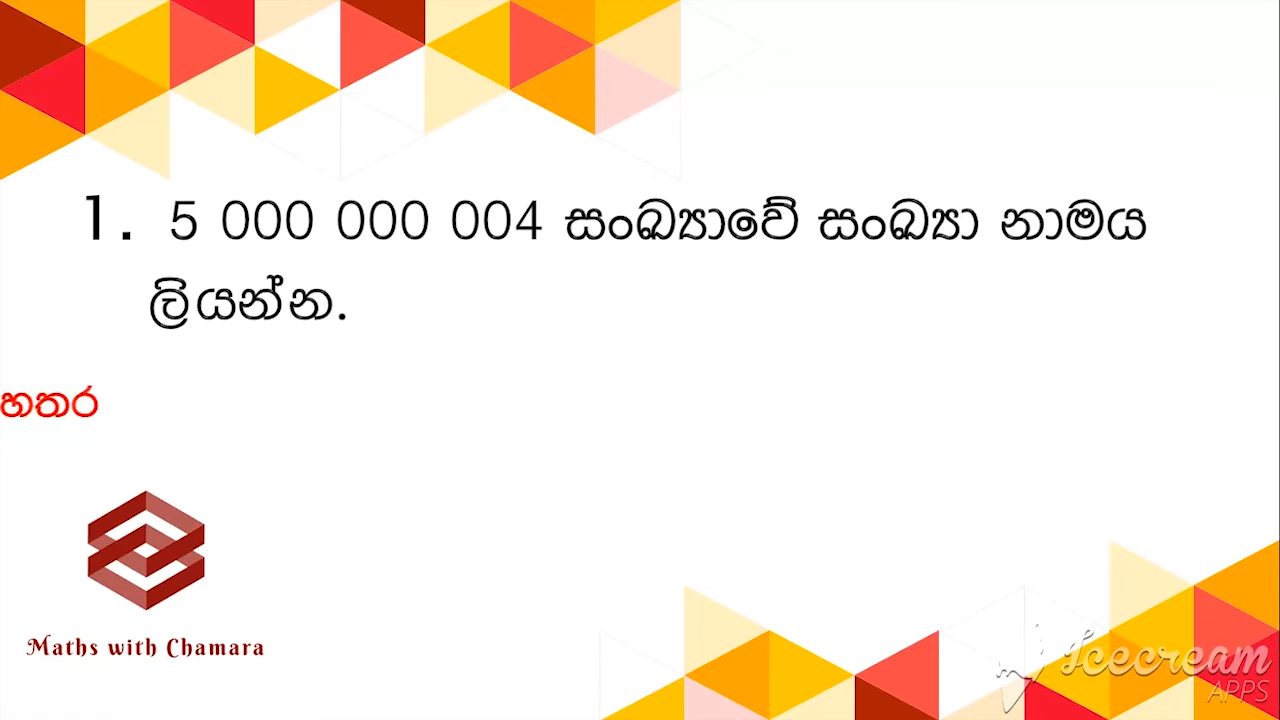 1. 5 000 000 004 සංඛ්‍යාවේ සංඛ්‍යා නාමය
ලියන්න.
හතර
Maths with Chamara
Icecream
APPS